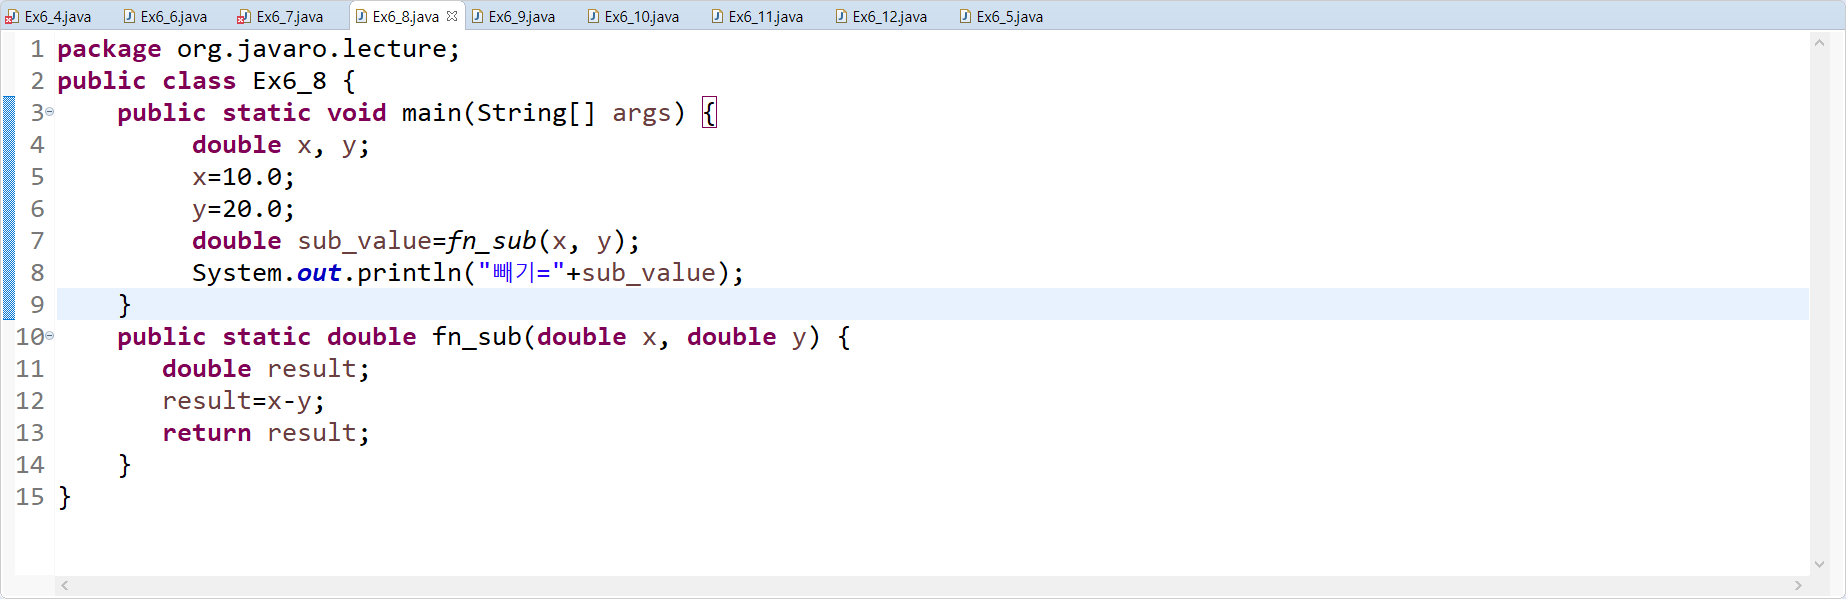 Ex6_4.java Ex6_6.java Ex6_7.java Ex6_8.java Ex6_9.java Ex6_10.java Ex6_11.java Ex6_12.java Ex6_5.java
1 package org.javaro.lecture;
2 public class Ex6_8 {
3 public static void main(String[] args) {
4 double x, y;
5 x=10.0;
6 y=20.0;
7 double sub_value=fn_sub(x, y);
8 System.out.println("빼기="+sub_value);
9 }
10 public static double fn_sub(double x, double y) {
11 double result;
12 result=x-y;
13 return result;
14 }
15 }